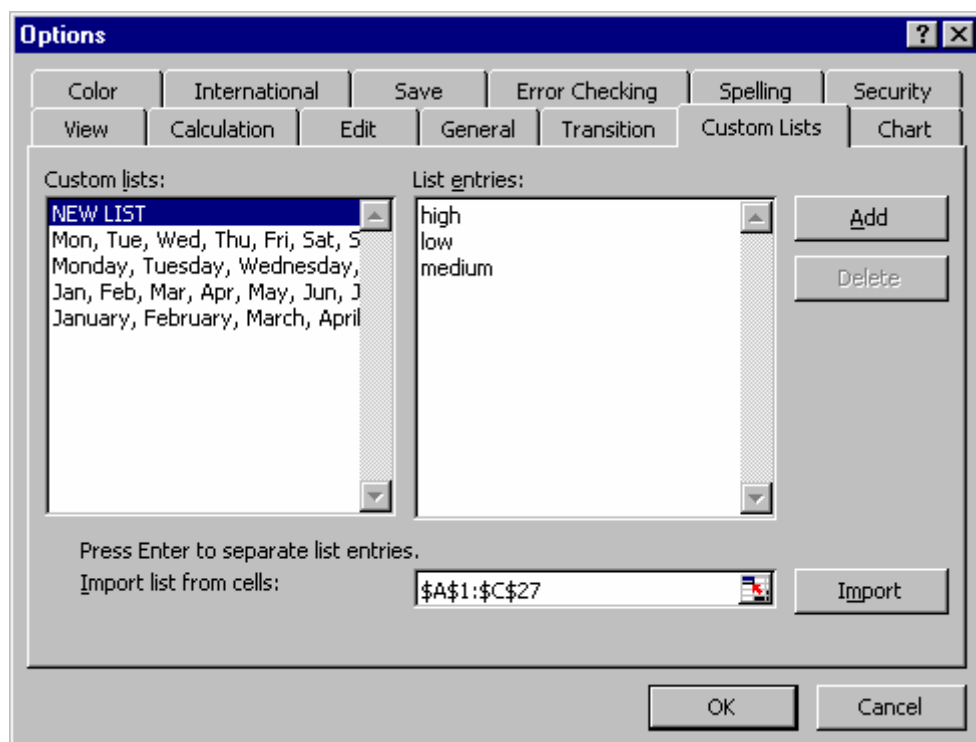 Options
Color International Save Error Checking Spelling Security
View Calculation Edit General Transition Custom Lists Chart
Custom lists: List entries:
NEW LIST
Mon, Tue, Wed, Thu, Fri, Sat, S
Monday, Tuesday, Wednesday,
Jan, Feb, Mar, Apr, May, Jun, J
January, February, March, April
high
low
medium
Add
Delete
Press Enter to separate list entries.
Import list from cells: $A$1:$C$27 Import
OK Cancel